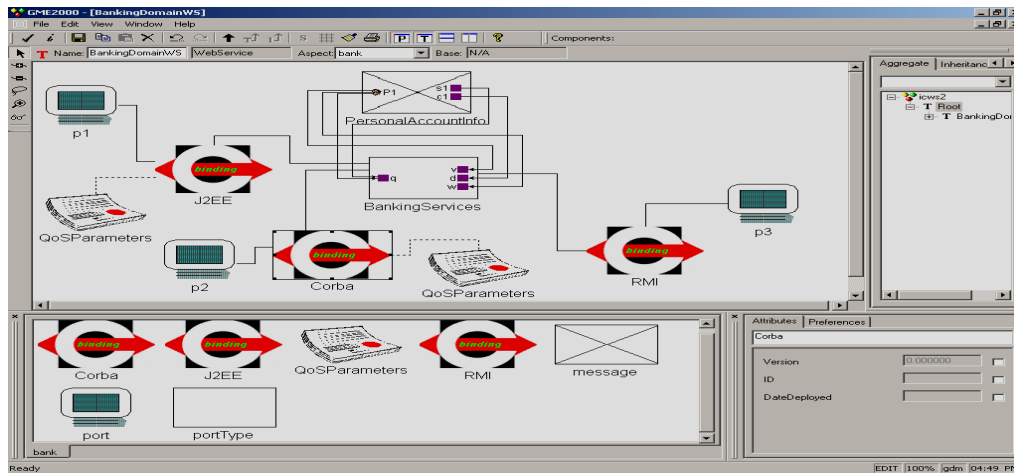 GME2000 - [BankingDomainWS]
File Edit View Window Help
Components:
Name: BankingDomainWS WebService Aspect: bank Base: N/A
Aggregate Inheritanc
icws2
Root
BankingDo
p1
P1 s1
c1
PersonalAccountInfo
binding
J2EE
q v
d
w
BankingServices
QoSParameters
p2
binding
Corba
QoSParameters
binding
RMI
p3
binding
Corba
binding
J2EE
QoSParameters
binding
RMI
message
port
portType
bank
Attributes Preferences
Corba
Version 0.000000
ID
DateDeployed
Ready
EDIT 100% gdm 04:49 PM